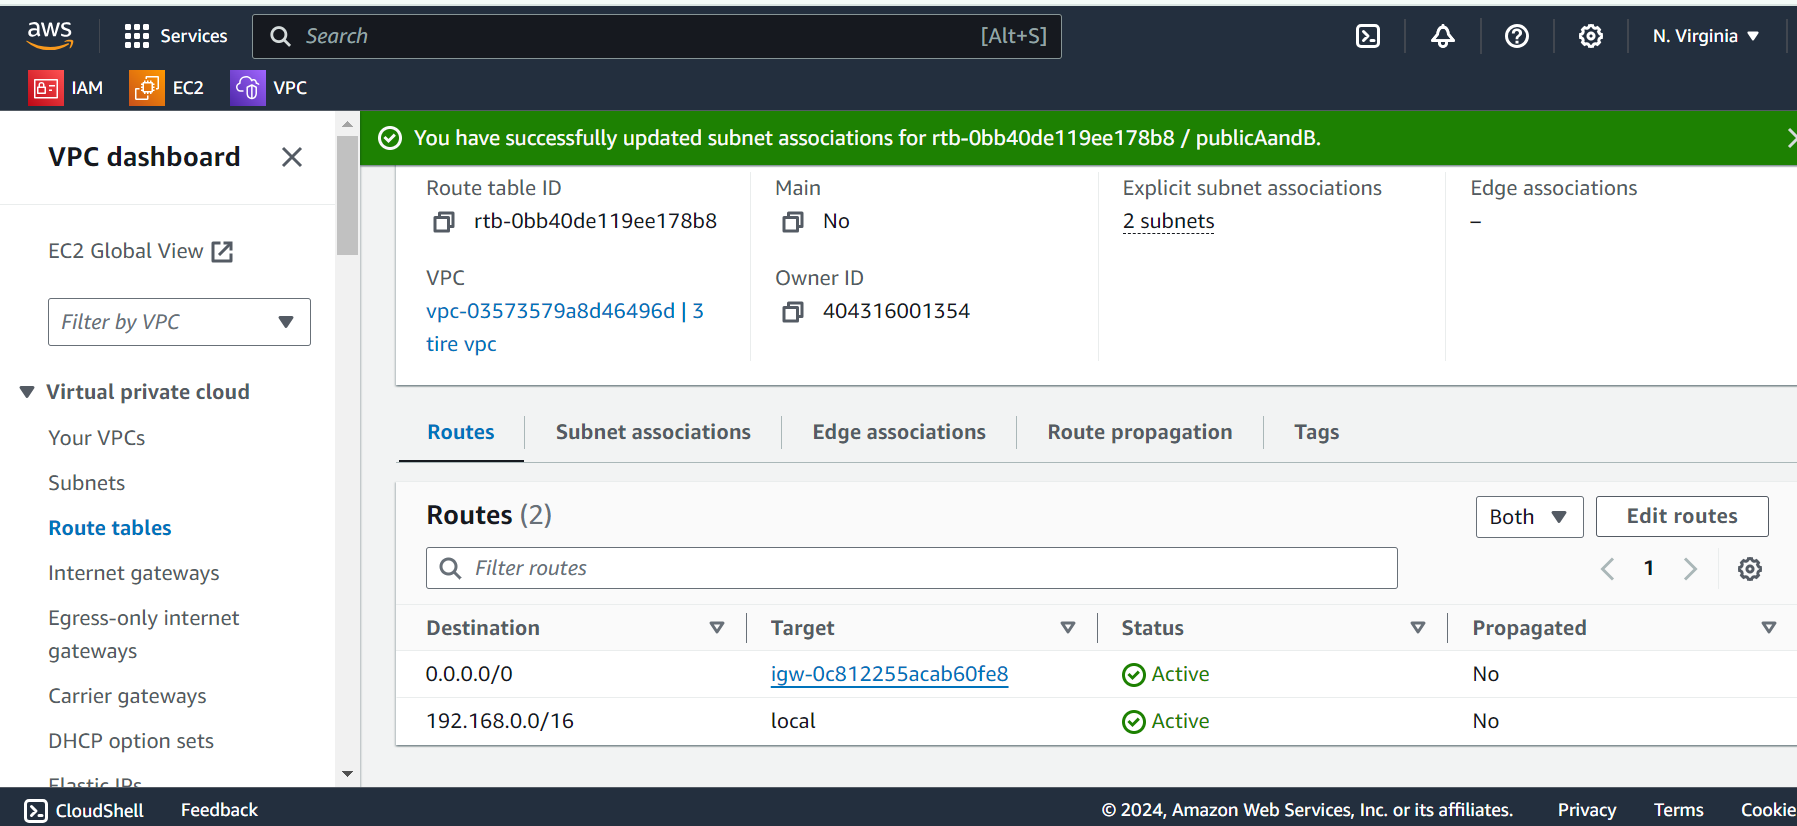 aws
Services
Search
[Alt+S]
N. Virginia
IAM
EC2
VPC
VPC dashboard
You have successfully updated subnet associations for rtb-0bb40de119ee178b8 / publicAandB.
EC2 Global View
Filter by VPC
Virtual private cloud
Your VPCs
Subnets
Route tables
Internet gateways
Egress-only internet
gateways
Carrier gateways
DHCP option sets
Elastic IPs
Route table ID
rtb-0bb40de119ee178b8
Main
No
Explicit subnet associations
2 subnets
Edge associations
–
VPC
vpc-03573579a8d46496d | 3
tire vpc
Owner ID
404316001354
Routes
Subnet associations
Edge associations
Route propagation
Tags
Routes (2)
Both
Edit routes
Filter routes
1
Destination
Target
Status
Propagated
0.0.0.0/0
igw-0c812255acab60fe8
Active
No
192.168.0.0/16
local
Active
No
CloudShell
Feedback
© 2024, Amazon Web Services, Inc. or its affiliates.
Privacy
Terms
Cookie